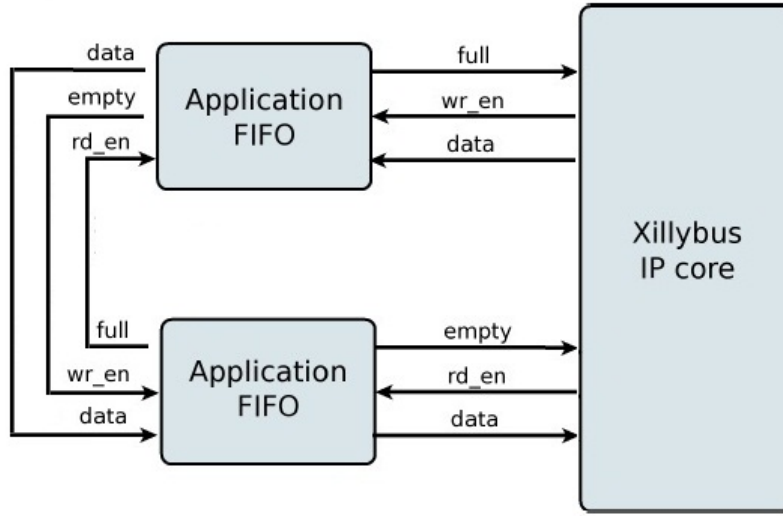 data
full
empty
Application
FIFO
wr_en
rd_en
data
Xillybus
IP core
full
empty
Application
FIFO
wr_en
rd_en
data
data